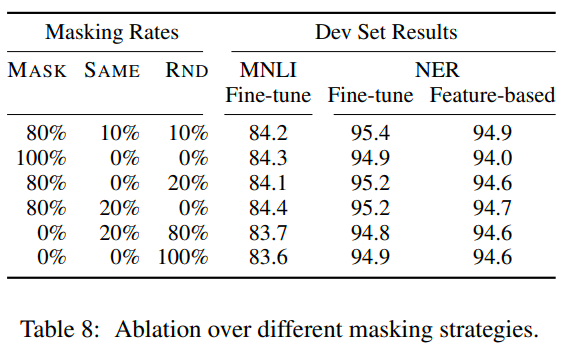 Masking Rates Dev Set Results
MASK SAME RND MNLI NER
Fine-tune Fine-tune Feature-based
80% 10% 10% 84.2 95.4 94.9
100% 0% 0% 84.3 94.9 94.0
80% 0% 20% 84.1 95.2 94.6
80% 20% 0% 84.4 95.2 94.7
0% 20% 80% 83.7 94.8 94.6
0% 0% 100% 83.6 94.9 94.6
Table 8: Ablation over different masking strategies.